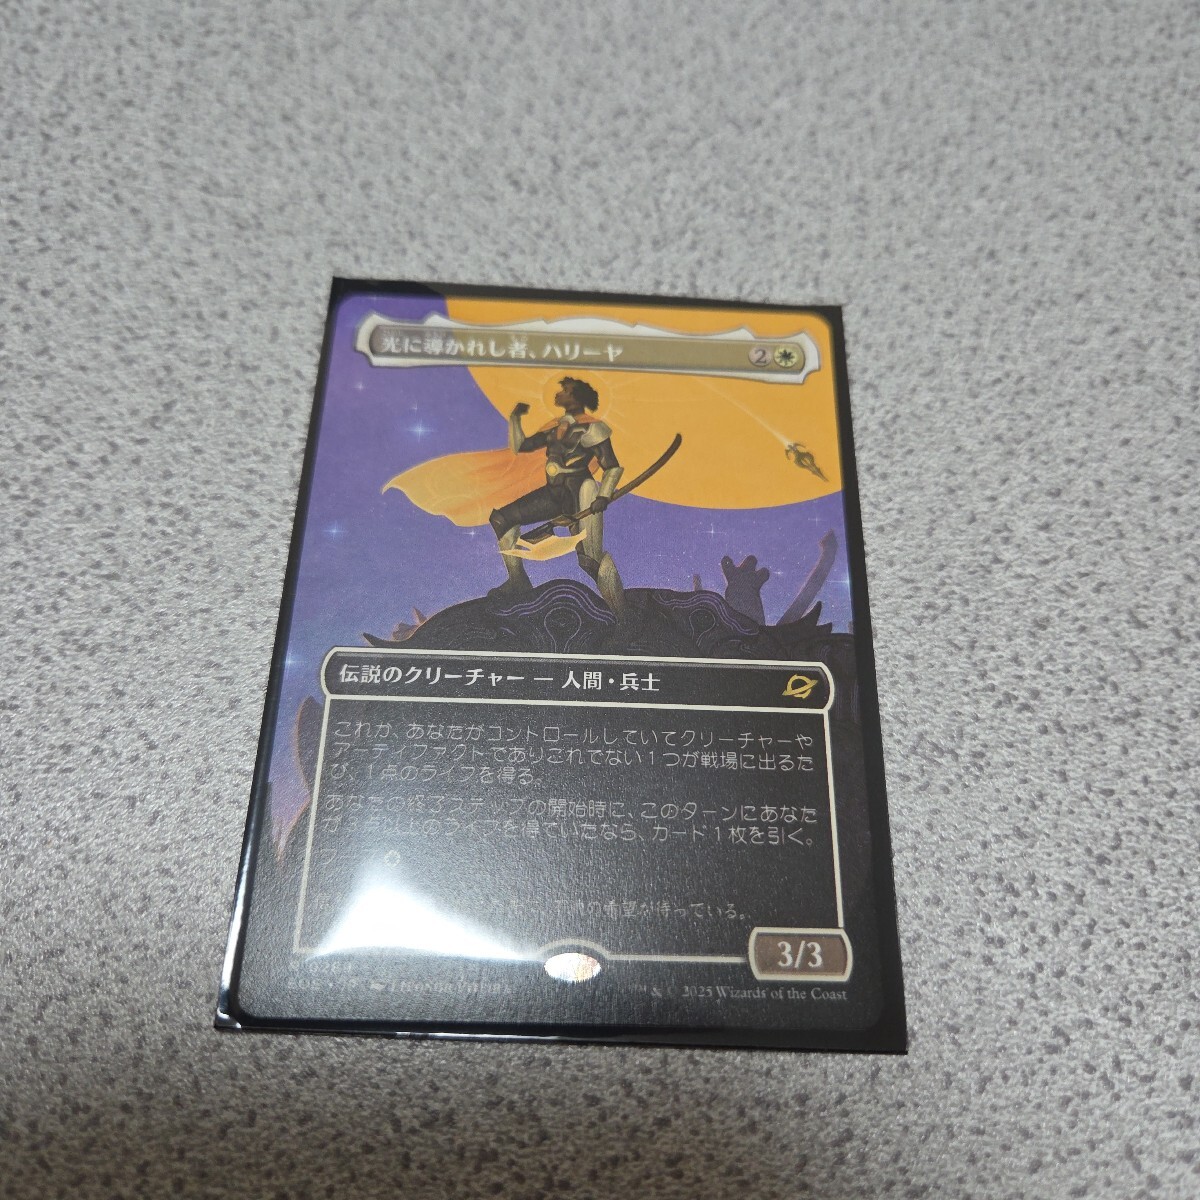 光に導かれし者、ハリーヤ 2
伝説のクリーチャー — 人間・兵士
これか、あなたがコントロールしていてクリーチャーや
アーティファクトでありこれでない1つが戦場に出るた
び、1点のライフを得る。
あなたの終了ステップの開始時に、このターンにあなた
が のライフを得ていたなら、カード1枚を引く。
の希望を待っている。
3/3
™ & © 2025 Wizards of the Coast